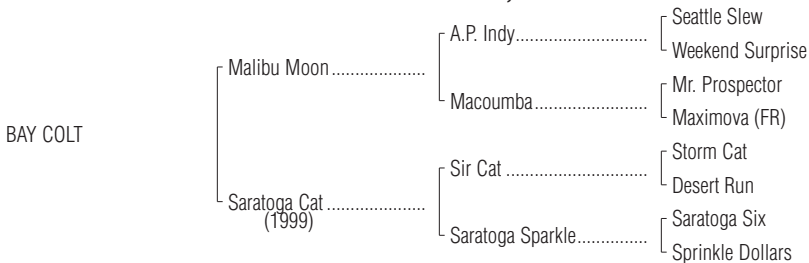 Seattle Slew
A.P. Indy
Weekend Surprise
Malibu Moon
Mr. Prospector
Macoumba
Maximova (FR)
BAY COLT
Storm Cat
Sir Cat
Desert Run
Saratoga Cat
(1999)
Saratoga Six
Saratoga Sparkle
Sprinkle Dollars